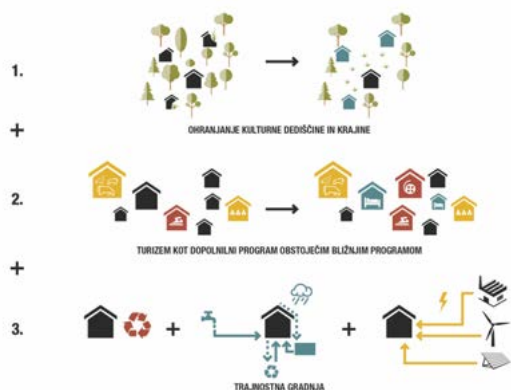 1.
OHRANJANJE KULTURNE DEDIŠČINE IN KRAJINE
+
2.
TURIZEM KOT DOPOLNILNI PROGRAM OBSTOJEČIM BLIŽNJIM PROGRAMOM
+
3.
+
+
TRAJNOSTNA GRADNJA